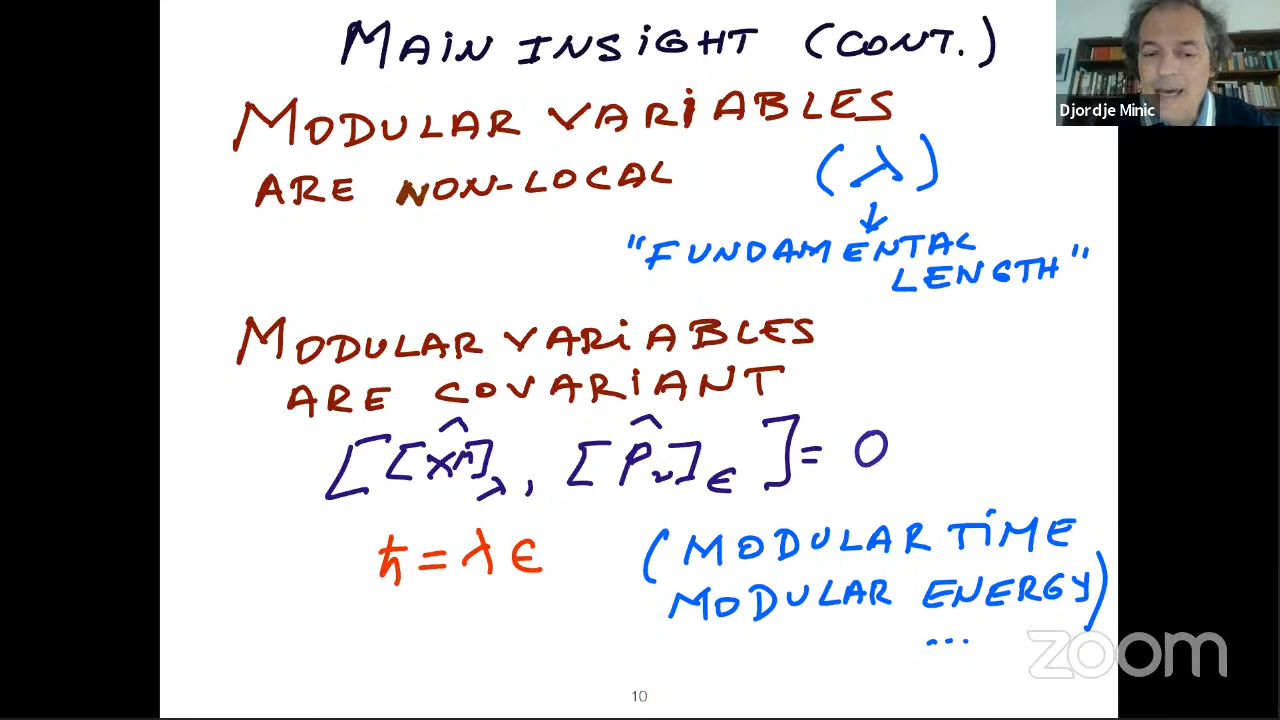 MAIN INSIGHT (CONT.)
Djordje Minic
MODULAR VARIABLES
ARE NON-LOCAL
(λ)
↓
"FUNDAMENTAL
LENGTH"
MODULAR VARIABLES
ARE COVARIANT
[[x̂^μ]_λ, [p̂_ν]_ϵ] = 0
ℏ = λϵ
(MODULAR TIME
MODULAR ENERGY)
...
zoom
10